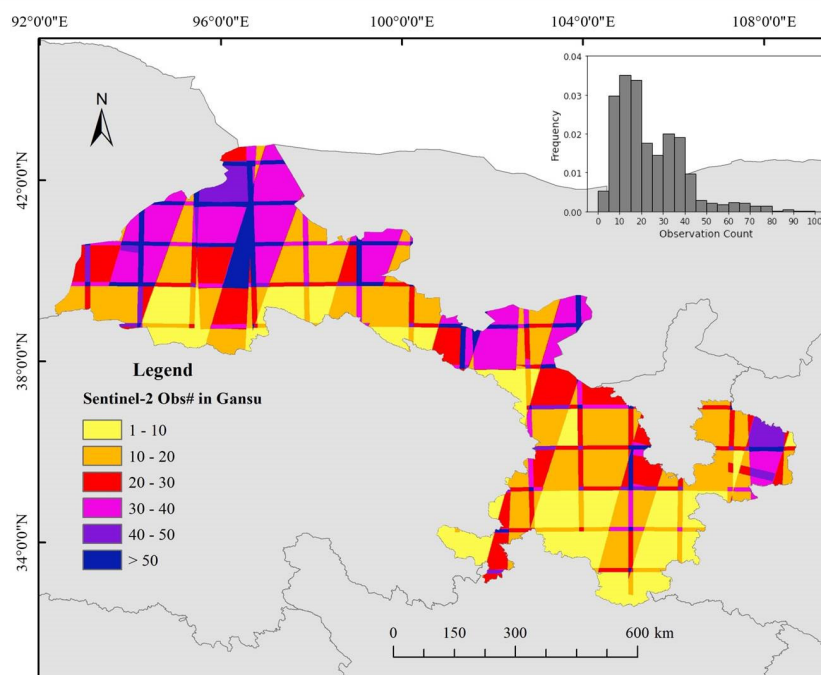 92°0'0"E 96°0'0"E 100°0'0"E 104°0'0"E 108°0'0"E
N
42°0'0"N
38°0'0"N
34°0'0"N
0.04
0.03
0.02
0.01
0.00
Frequency
0 10 20 30 40 50 60 70 80 90 100
Observation Count
Legend
Sentinel-2 Obs# in Gansu
1 - 10
10 - 20
20 - 30
30 - 40
40 - 50
> 50
0 150 300 600 km